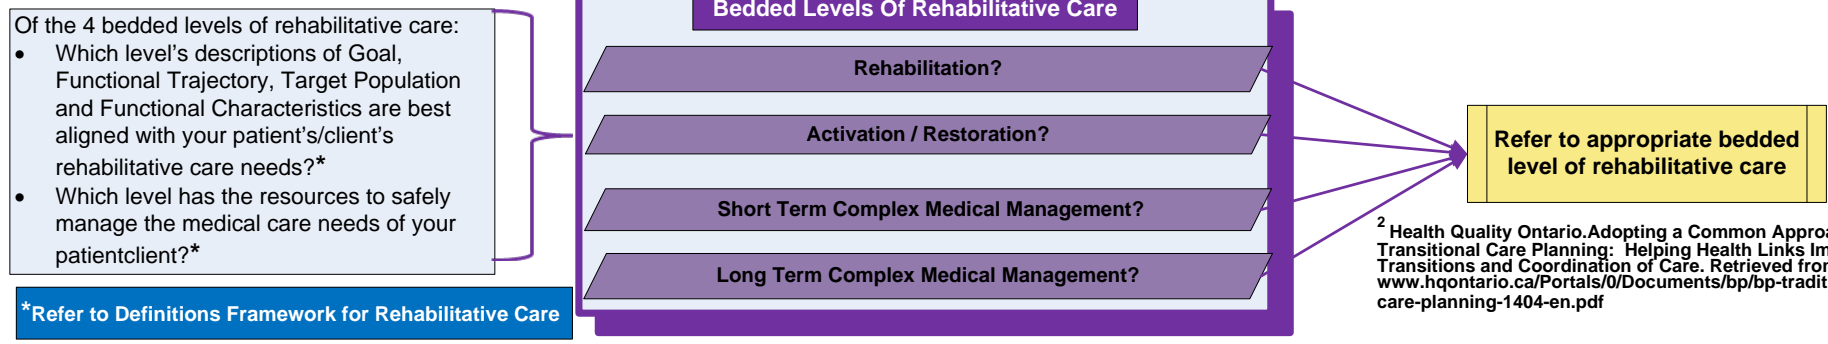 Of the 4 bedded levels of rehabilitative care:
• Which level's descriptions of Goal,
Functional Trajectory, Target Population
and Functional Characteristics are best
aligned with your patient's/client's
rehabilitative care needs?*
• Which level has the resources to safely
manage the medical care needs of your
patientclient?*
*Refer to Definitions Framework for Rehabilitative Care
Bedded Levels Of Rehabilitative Care
Rehabilitation?
Activation / Restoration?
Short Term Complex Medical Management?
Long Term Complex Medical Management?
Refer to appropriate bedded
level of rehabilitative care
2 Health Quality Ontario.Adopting a Common
Transitional Care Planning: Helping Health Links
Transitions and Coordination of Care. Retrieved
www.hqontario.ca/Portals/0/Documents/bp/bp-tradit
care-planning-1404-en.pdf